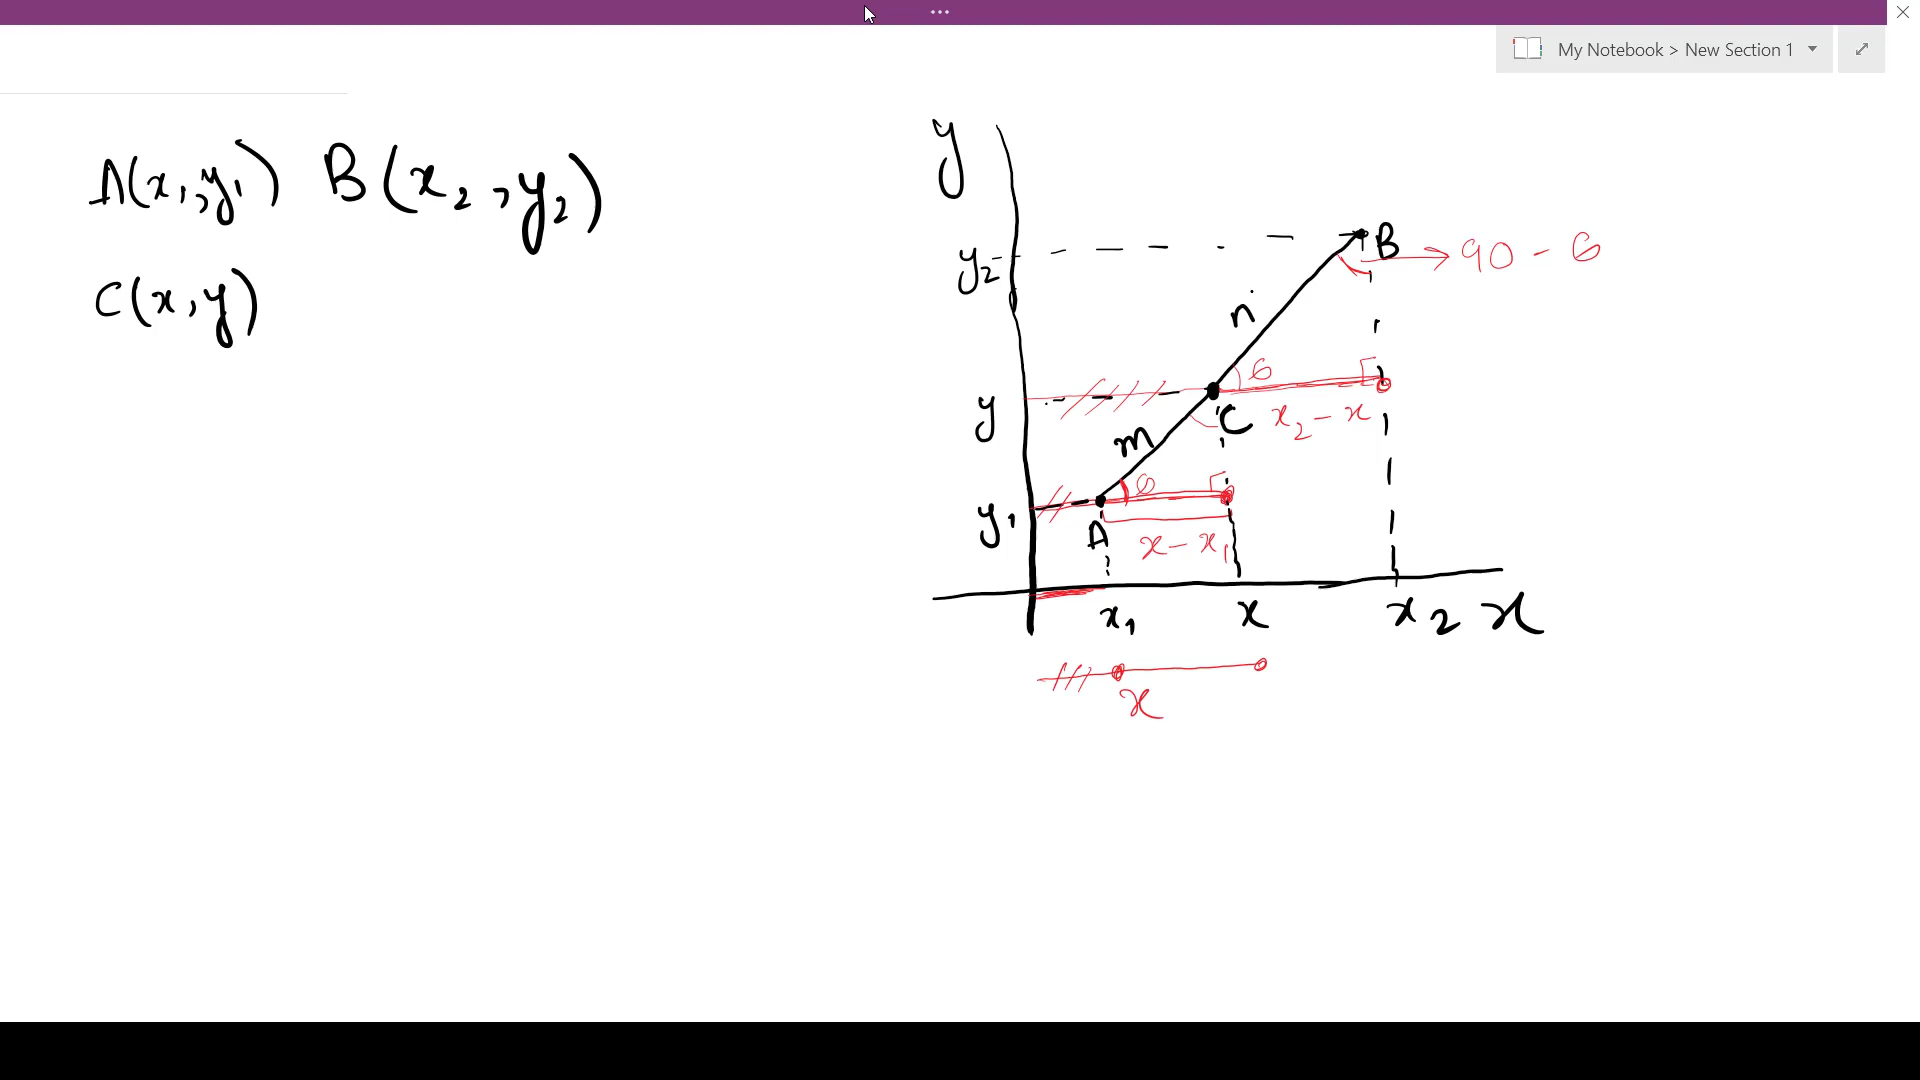 My Notebook > New Section 1
A(x₁,y₁) B(x₂,y₂)
C(x,y)
y
y₂
B → 90 - θ
n
θ
y
C
x₂ - x
m
θ
y₁
A
x - x₁
x₁ x x₂ x
x